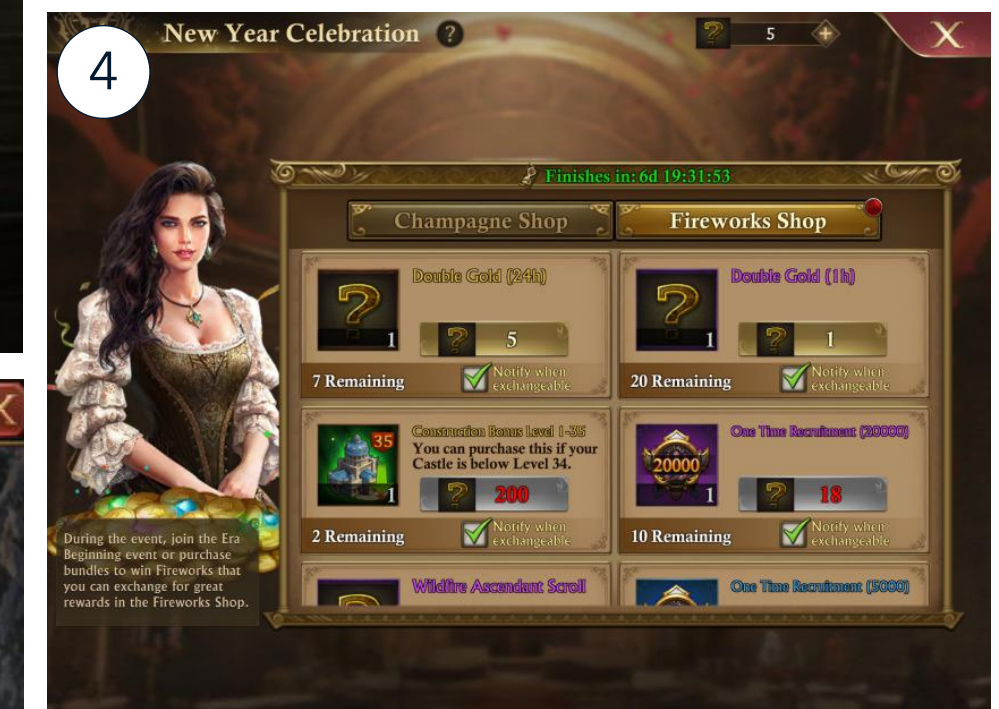 4
New Year Celebration ?
? 5 +
X
X
Finishes in: 6d 19:31:53
Champagne Shop
Fireworks Shop
Double Gold (24h)
? 1
? 5
7 Remaining
Notify when
exchangeable
Double Gold (1h)
? 1
? 1
20 Remaining
Notify when
exchangeable
Construction Bonus Level 1-35
You can purchase this if your
Castle is below Level 34.
35
1
? 200
2 Remaining
Notify when
exchangeable
One Time Recruitment (20000)
20000
1
? 18
10 Remaining
Notify when
exchangeable
Wildfire Ascendant Scroll
One Time Recruitment (5000)
During the event, join the Era
Beginning event or purchase
bundles to win Fireworks that
you can exchange for great
rewards in the Fireworks Shop.